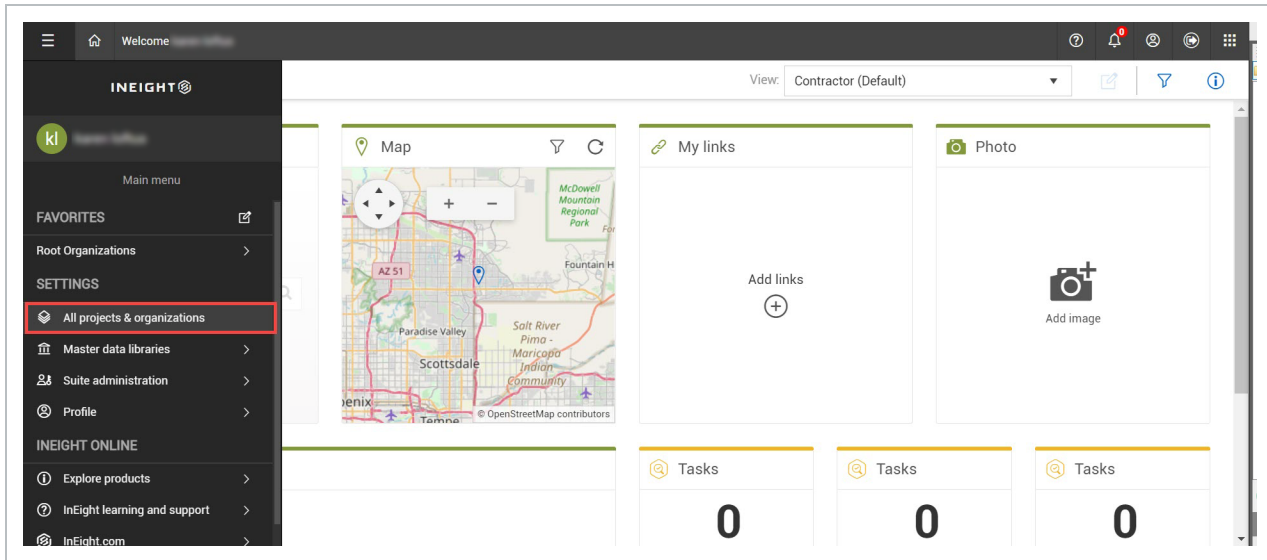 Welcome
0
INEIGHT
View: Contractor (Default)
kl
Main menu
FAVORITES
Root Organizations
SETTINGS
All projects & organizations
Master data libraries
Suite administration
Profile
INEIGHT ONLINE
Explore products
InEight learning and support
InEight.com
Map
McDowell
Mountain
Regional
Park
AZ 51
Fountain H
Paradise Valley
Salt River
Pima -
Maricopa
Indian
Community
Scottsdale
oenix
Tempe
© OpenStreetMap contributors
My links
Add links
Photo
Add image
Tasks
0
Tasks
0
Tasks
0